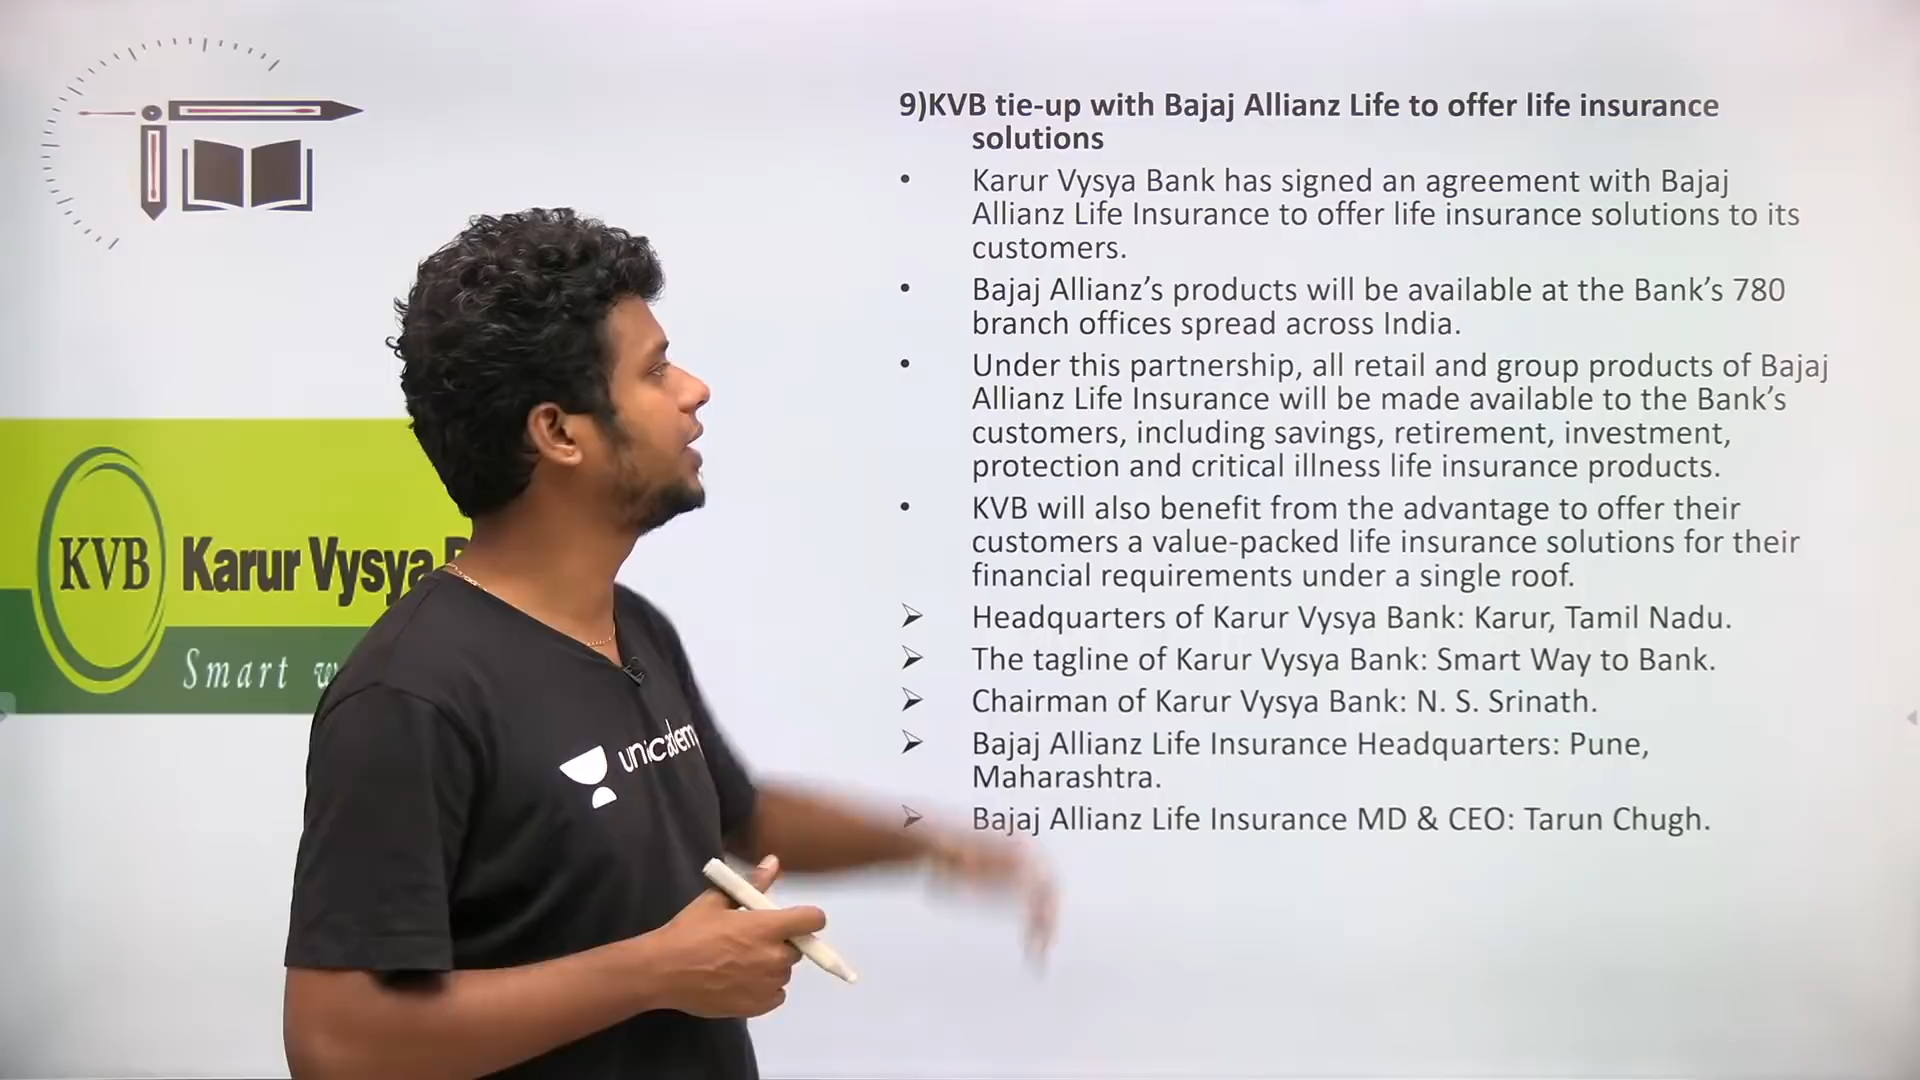 9)KVB tie-up with Bajaj Allianz Life to offer life insurance
solutions
• Karur Vysya Bank has signed an agreement with Bajaj
Allianz Life Insurance to offer life insurance solutions to its
customers.
• Bajaj Allianz’s products will be available at the Bank’s 780
branch offices spread across India.
• Under this partnership, all retail and group products of Bajaj
Allianz Life Insurance will be made available to the Bank’s
customers, including savings, retirement, investment,
protection and critical illness life insurance products.
• KVB will also benefit from the advantage to offer their
customers a value-packed life insurance solutions for their
financial requirements under a single roof.
➢ Headquarters of Karur Vysya Bank: Karur, Tamil Nadu.
➢ The tagline of Karur Vysya Bank: Smart Way to Bank.
➢ Chairman of Karur Vysya Bank: N. S. Srinath.
➢ Bajaj Allianz Life Insurance Headquarters: Pune,
Maharashtra.
➢ Bajaj Allianz Life Insurance MD & CEO: Tarun Chugh.
KVB Karur Vysya
Smart
unacademy